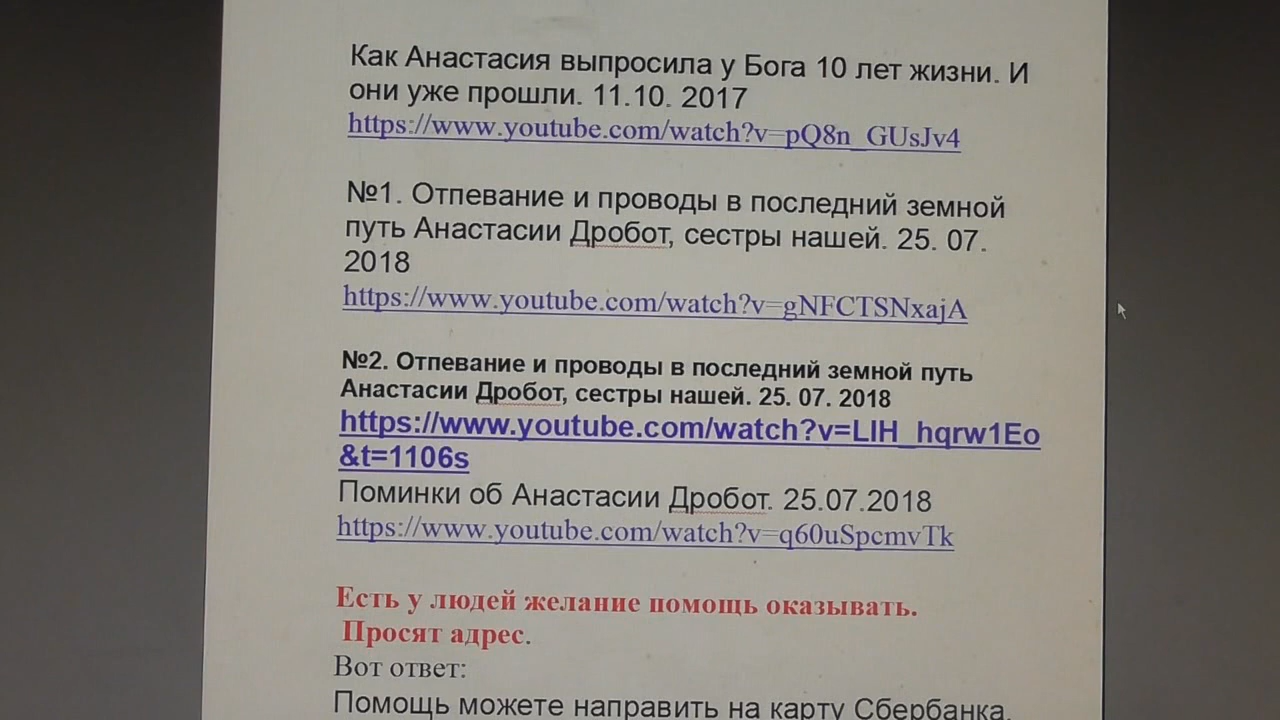 Как Анастасия выпросила у Бога 10 лет жизни. И
они уже прошли. 11.10. 2017
https://www.youtube.com/watch?v=pQ8n_GUsJv4
№1. Отпевание и проводы в последний земной
путь Анастасии Дробот, сестры нашей. 25. 07.
2018
https://www.youtube.com/watch?v=gNFCTSNxajA
№2. Отпевание и проводы в последний земной путь
Анастасии Дробот, сестры нашей. 25. 07. 2018
https://www.youtube.com/watch?v=LIH_hqrw1Eo
&t=1106s
Поминки об Анастасии Дробот. 25.07.2018
https://www.youtube.com/watch?v=q60uSpcmvTk
Есть у людей желание помощь оказывать.
Просят адрес.
Вот ответ:
Помощь можете направить на карту Сбербанка.